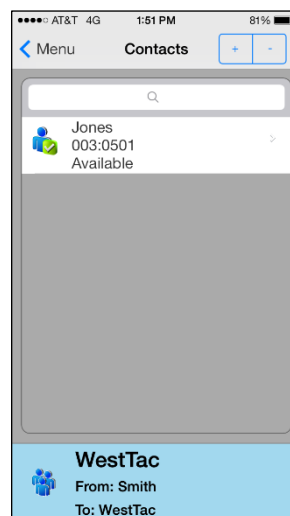 AT&T 4G 1:51 PM 81%
Menu Contacts + -
Jones
003:0501
Available
WestTac
From: Smith
To: WestTac